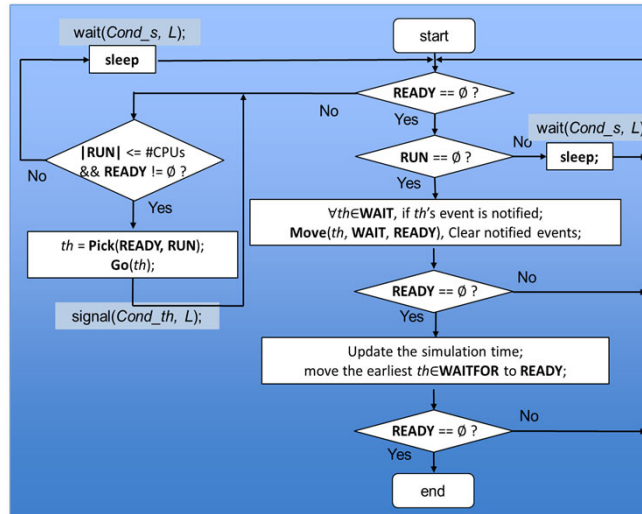 wait(Cond_s, L);
start
sleep
READY == ∅ ?
No
Yes
wait(Cond_s, L)
|RUN| <= #CPUs
&& READY != ∅ ?
RUN == ∅ ?
No
sleep;
No
Yes
Yes
∀th∈WAIT, if th's event is notified;
Move(th, WAIT, READY), Clear notified events;
th = Pick(READY, RUN);
Go(th);
READY == ∅ ?
No
signal(Cond_th, L);
Yes
Update the simulation time;
move the earliest th∈WAITFOR to READY;
READY == ∅ ?
No
Yes
end